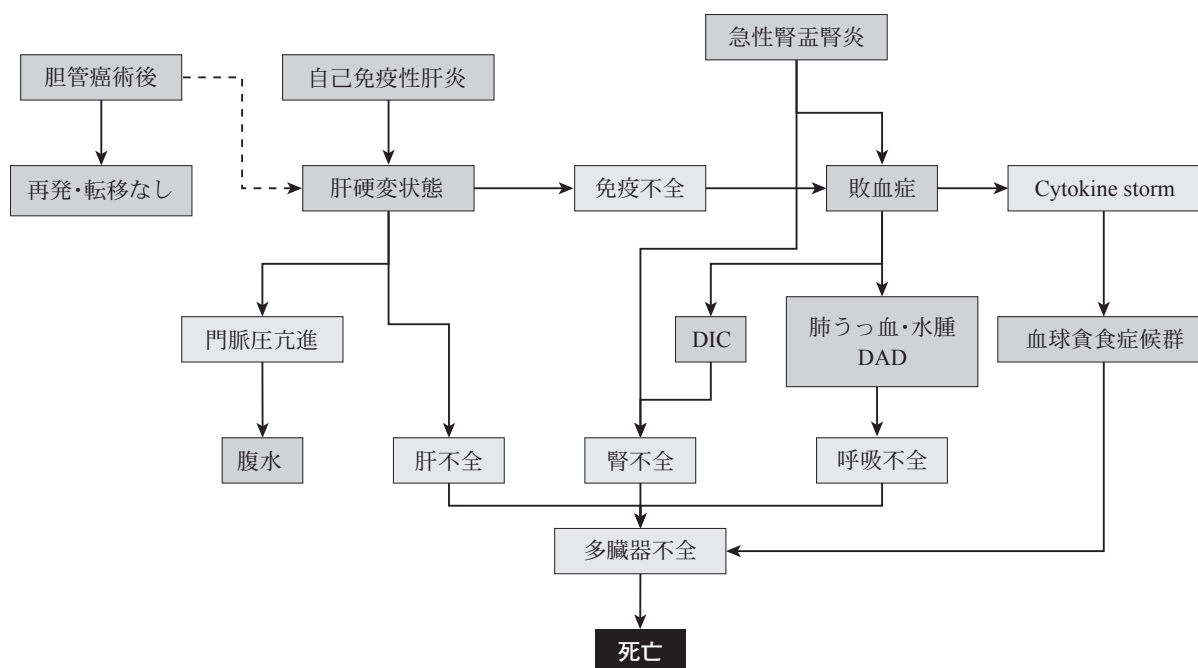 急性腎盂腎炎
胆管癌術後
自己免疫性肝炎
再発・転移なし
肝硬変状態
免疫不全
敗血症
Cytokine storm
門脈圧亢進
DIC
肺うっ血・水腫
DAD
血球貪食症候群
腹水
肝不全
腎不全
呼吸不全
多臓器不全
死亡